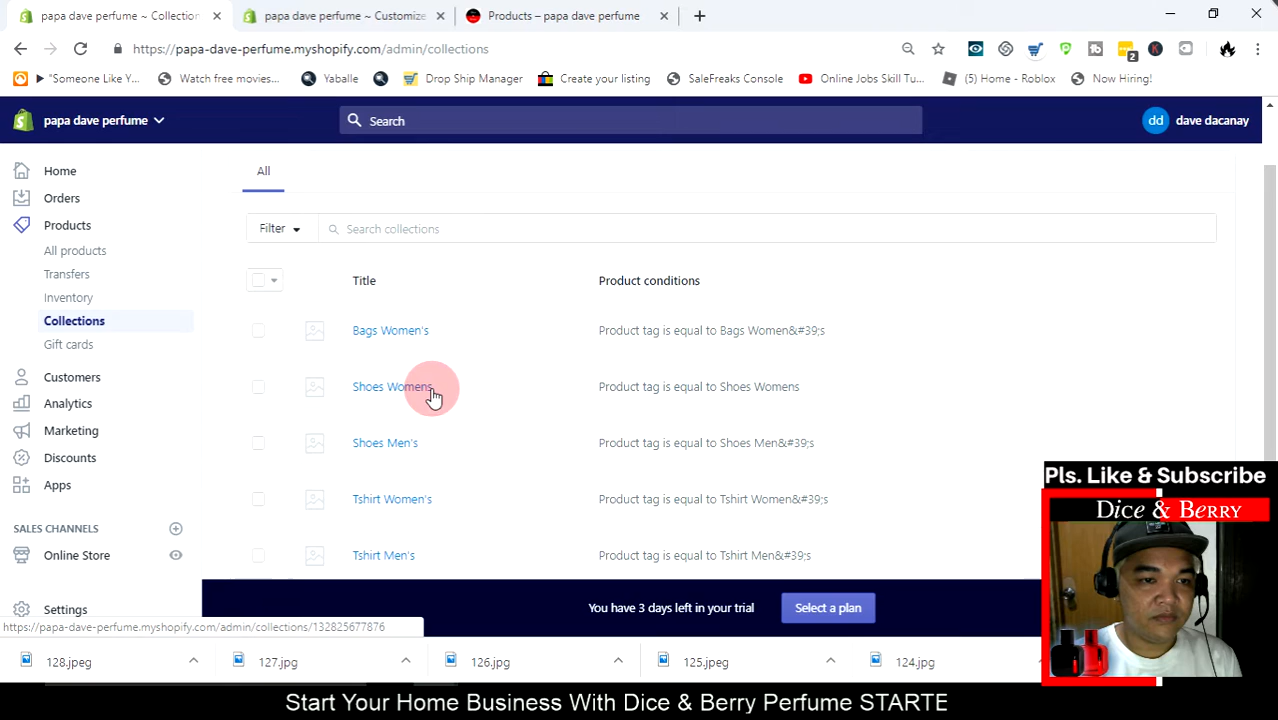 papa dave perfume ~ Collection
papa dave perfume ~ Customize
Products – papa dave perfume
https://papa-dave-perfume.myshopify.com/admin/collections
2
"Someone Like Y...
Watch free movies...
Yaballe
Drop Ship Manager
Create your listing
SaleFreaks Console
Online Jobs Skill Tu...
(5) Home - Roblox
Now Hiring!
papa dave perfume
Search
dd
dave dacanay
Home
Orders
Products
All products
Transfers
Inventory
Collections
Gift cards
Customers
Analytics
Marketing
Discounts
Apps
SALES CHANNELS
Online Store
Settings
All
Filter
Search collections
Title
Product conditions
Bags Women's
Product tag is equal to Bags Women&#39;s
Shoes Womens
Product tag is equal to Shoes Womens
Shoes Men's
Product tag is equal to Shoes Men&#39;s
Tshirt Women's
Product tag is equal to Tshirt Women&#39;s
Tshirt Men's
Product tag is equal to Tshirt Men&#39;s
You have 3 days left in your trial
Select a plan
https://papa-dave-perfume.myshopify.com/admin/collections/132825677876
Pls. Like & Subscribe
Dice & Berry
128.jpeg
127.jpg
126.jpg
125.jpeg
124.jpg
Start Your Home Business With Dice & Berry Perfume STARTE